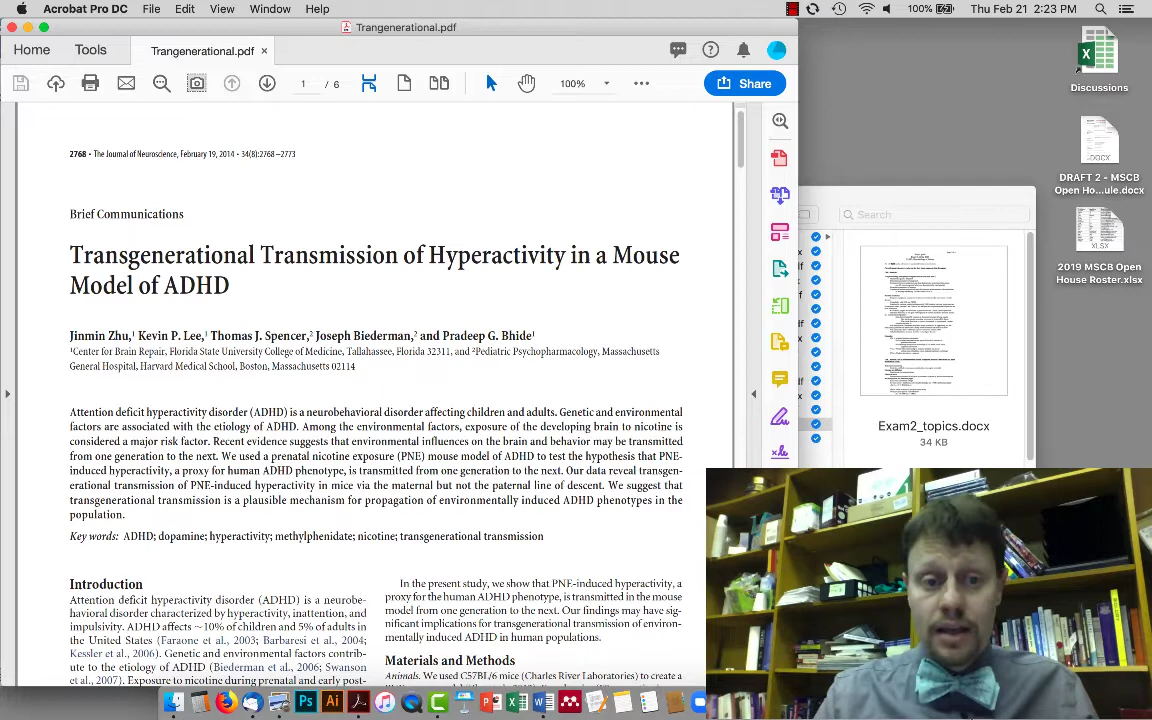 Acrobat Pro DC File Edit View Window Help
100% Thu Feb 21 2:23 PM
Trangenerational.pdf
Home Tools Trangenerational.pdf ×
1 / 6 100% Share
2768 • The Journal of Neuroscience, February 19, 2014 • 34(8):2768–2773
Brief Communications
Transgenerational Transmission of Hyperactivity in a Mouse
Model of ADHD
Jinmin Zhu,1 Kevin P. Lee,1 Thomas J. Spencer,2 Joseph Biederman,2 and Pradeep G. Bhide1
1Center for Brain Repair, Florida State University College of Medicine, Tallahassee, Florida 32311, and 2Pediatric Psychopharmacology, Massachusetts
General Hospital, Harvard Medical School, Boston, Massachusetts 02114
Attention deficit hyperactivity disorder (ADHD) is a neurobehavioral disorder affecting children and adults. Genetic and environmental
factors are associated with the etiology of ADHD. Among the environmental factors, exposure of the developing brain to nicotine is
considered a major risk factor. Recent evidence suggests that environmental influences on the brain and behavior may be transmitted
from one generation to the next. We used a prenatal nicotine exposure (PNE) mouse model of ADHD to test the hypothesis that PNE-
induced hyperactivity, a proxy for human ADHD phenotype, is transmitted from one generation to the next. Our data reveal transgen-
erational transmission of PNE-induced hyperactivity in mice via the maternal but not the paternal line of descent. We suggest that
transgenerational transmission is a plausible mechanism for propagation of environmentally induced ADHD phenotypes in the
population.
Key words: ADHD; dopamine; hyperactivity; methylphenidate; nicotine; transgenerational transmission
Introduction
Attention deficit hyperactivity disorder (ADHD) is a neurobe-
havioral disorder characterized by hyperactivity, inattention, and
impulsivity. ADHD affects ~10% of children and 5% of adults in
the United States (Faraone et al., 2003; Barbaresi et al., 2004;
Kessler et al., 2006). Genetic and environmental factors contrib-
ute to the etiology of ADHD (Biederman et al., 2006; Swanson
et al., 2007). Exposure to nicotine during prenatal and early post-
In the present study, we show that PNE-induced hyperactivity, a
proxy for the human ADHD phenotype, is transmitted in the mouse
model from one generation to the next. Our findings may have sig-
nificant implications for transgenerational transmission of environ-
mentally induced ADHD in human populations.
Materials and Methods
Animals. We used C57BL/6 mice (Charles River Laboratories) to create a
Search
Exam2_topics.docx
34 KB
Discussions
DOCX
DRAFT 2 - MSCB
Open Ho...ule.docx
XLSX
2019 MSCB Open
House Roster.xlsx
Ps
Ai